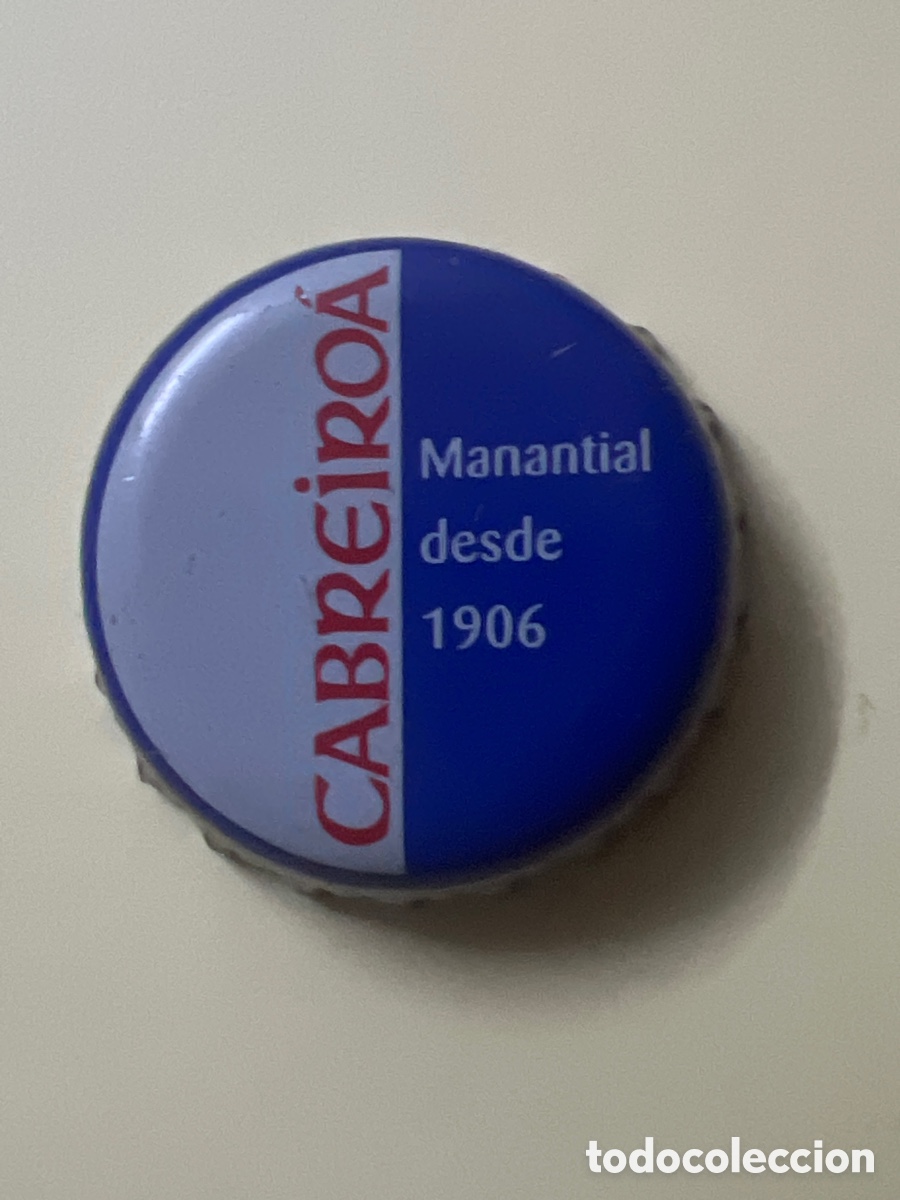 CABREIROÁ
Manantial
desde
1906
todocoleccion